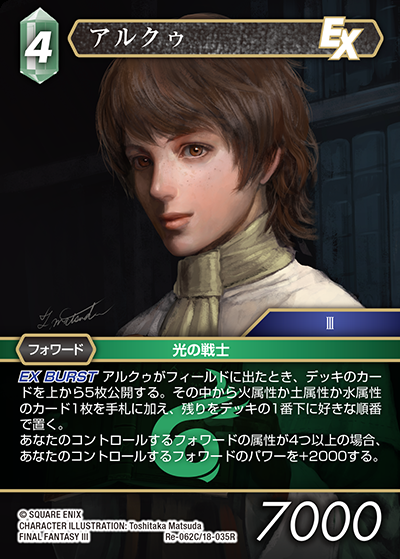 4
アルクゥ
EX
T. Matsuda
III
フォワード
光の戦士
EX BURST アルクゥがフィールドに出たとき、デッキのカー
ドを上から5枚公開する。その中から火属性か土属性か水属性
のカード1枚を手札に加え、残りをデッキの1番下に好きな順番
で置く。
あなたのコントロールするフォワードの属性が4つ以上の場合、
あなたのコントロールするフォワードのパワーを+2000する。
© SQUARE ENIX
CHARACTER ILLUSTRATION: Toshitaka Matsuda
FINAL FANTASY III
Re-062C/18-035R
7000